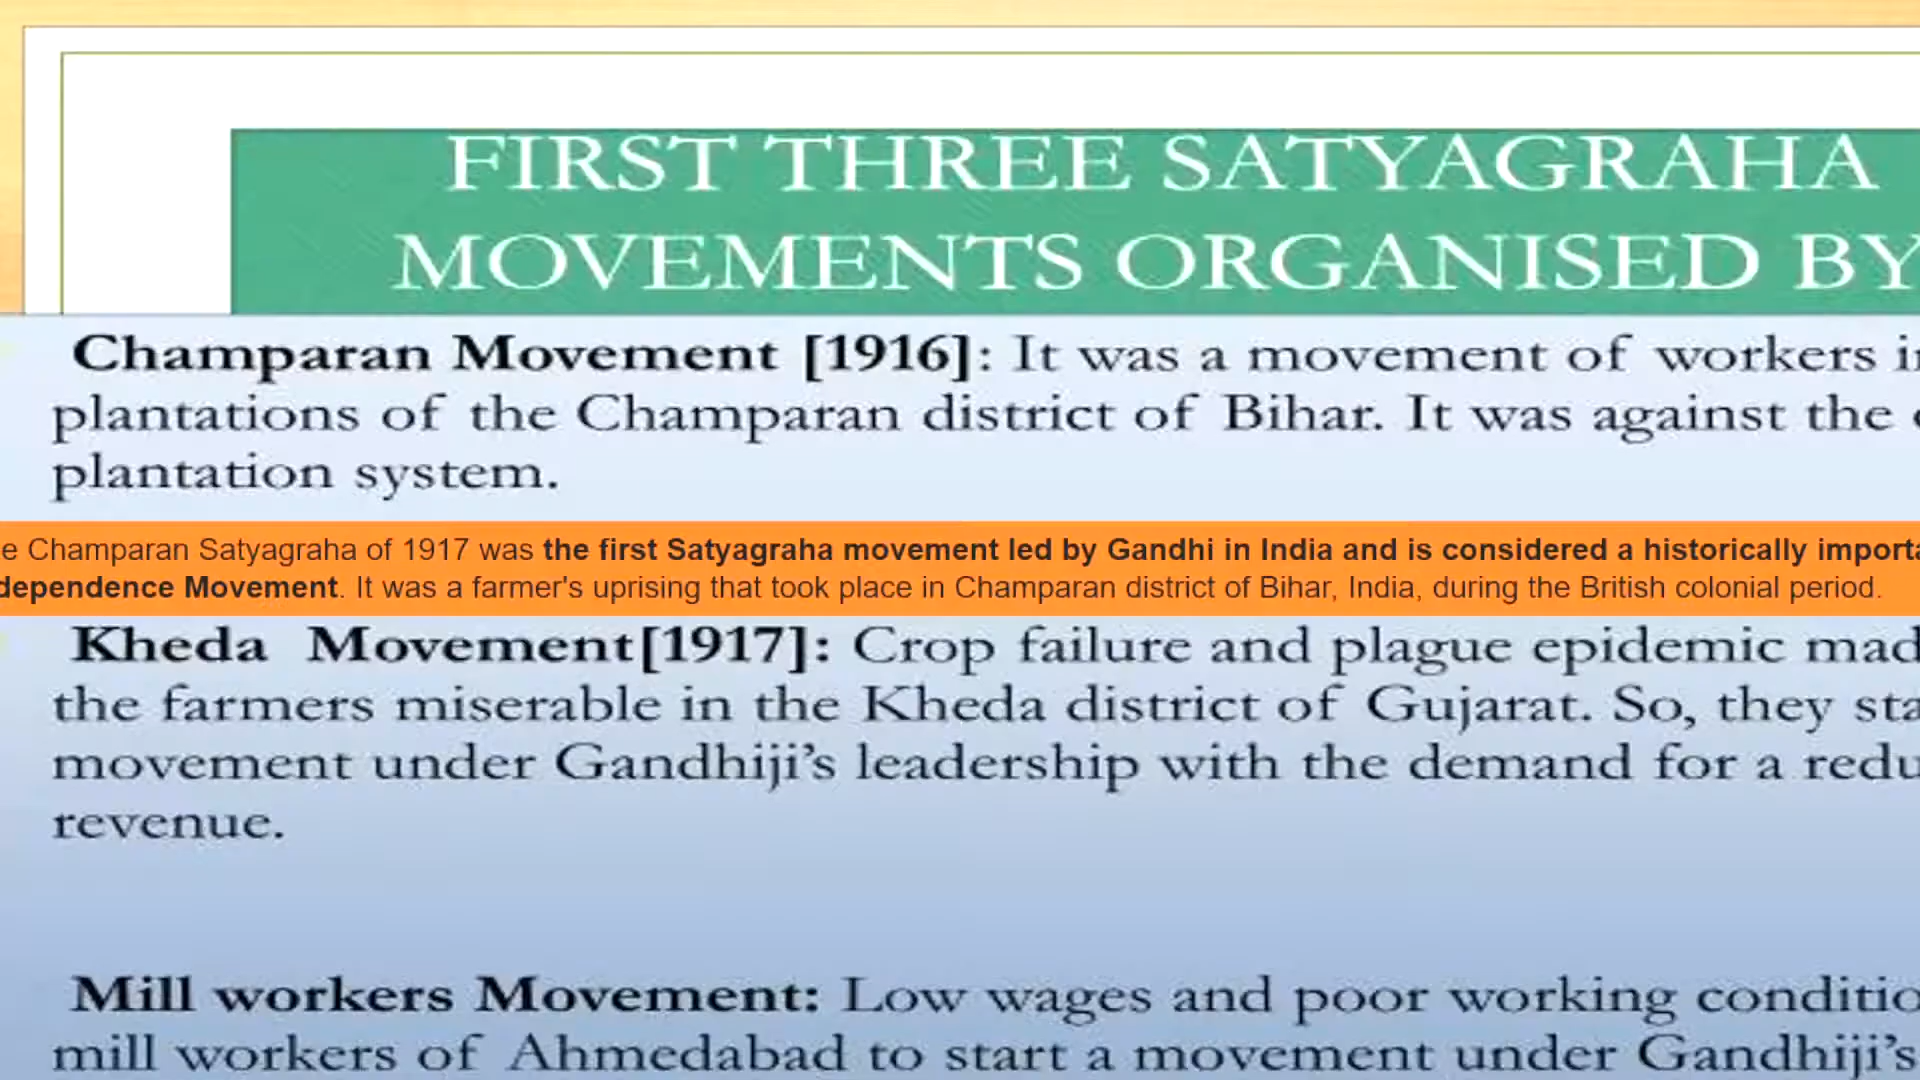 FIRST THREE SATYAGRAHA
MOVEMENTS ORGANISED BY
Champaran Movement [1916]: It was a movement of workers in
plantations of the Champaran district of Bihar. It was against the
plantation system.
e Champaran Satyagraha of 1917 was the first Satyagraha movement led by Gandhi in India and is considered a historically importa
dependence Movement. It was a farmer's uprising that took place in Champaran district of Bihar, India, during the British colonial period.
Kheda Movement[1917]: Crop failure and plague epidemic mad
the farmers miserable in the Kheda district of Gujarat. So, they sta
movement under Gandhiji’s leadership with the demand for a redu
revenue.
Mill workers Movement: Low wages and poor working conditio
mill workers of Ahmedabad to start a movement under Gandhiji’s